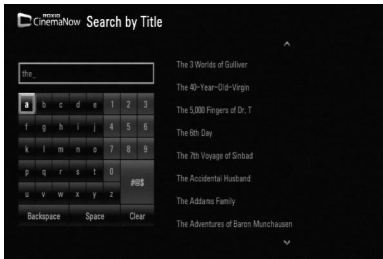 ROXIO
CinemaNow Search by Title
the_
a b c d e 1 2 3
f g h i j 4 5 6
k l m n o 7 8 9
p q r s t 0
#@$
u v w x y z
Backspace Space Clear
The 3 Worlds of Gulliver
The 40-Year-Old-Virgin
The 5,000 Fingers of Dr. T
The 6th Day
The 7th Voyage of Sinbad
The Accidental Husband
The Addams Family
The Adventures of Baron Munchausen